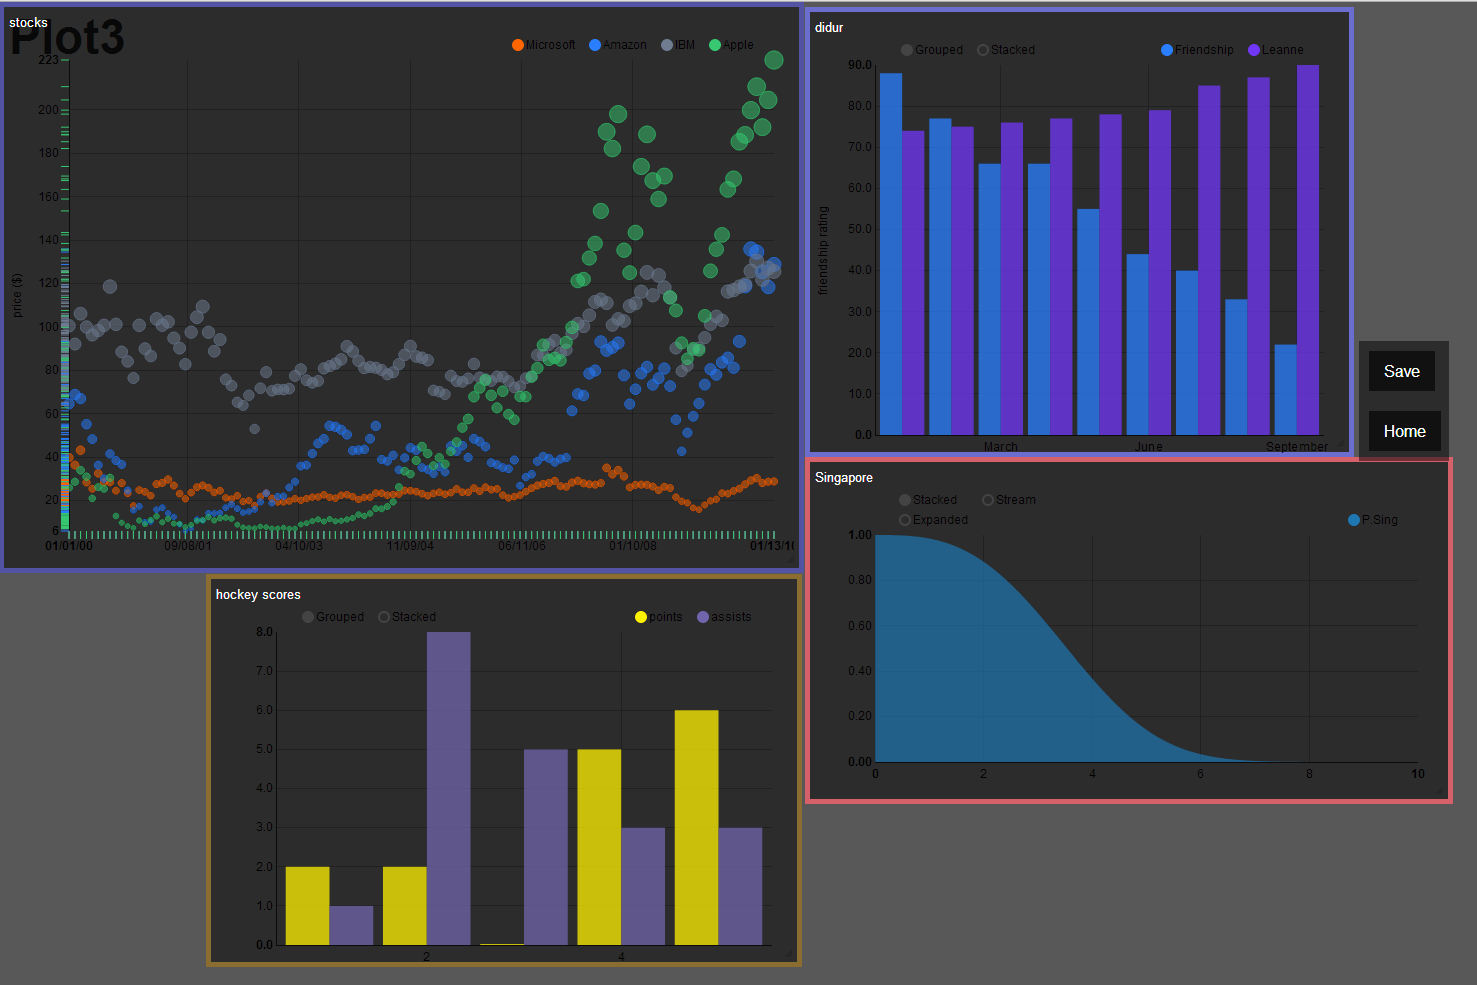 stocks
Plot3
Microsoft Amazon IBM Apple
223
200
180
160
140
120
100
80
60
40
20
6
price ($)
01/01/00 09/08/01 04/10/03 11/09/04 06/11/06 01/10/08 01/13/10
didur
Grouped Stacked Friendship Leanne
90.0
80.0
70.0
60.0
50.0
40.0
30.0
20.0
10.0
0.0
friendship rating
March June September
Save
Home
Singapore
Stacked Stream
Expanded P.Sing
1.00
0.80
0.60
0.40
0.20
0.00
0 2 4 6 8 10
hockey scores
Grouped Stacked points assists
8.0
7.0
6.0
5.0
4.0
3.0
2.0
1.0
0.0
2 4